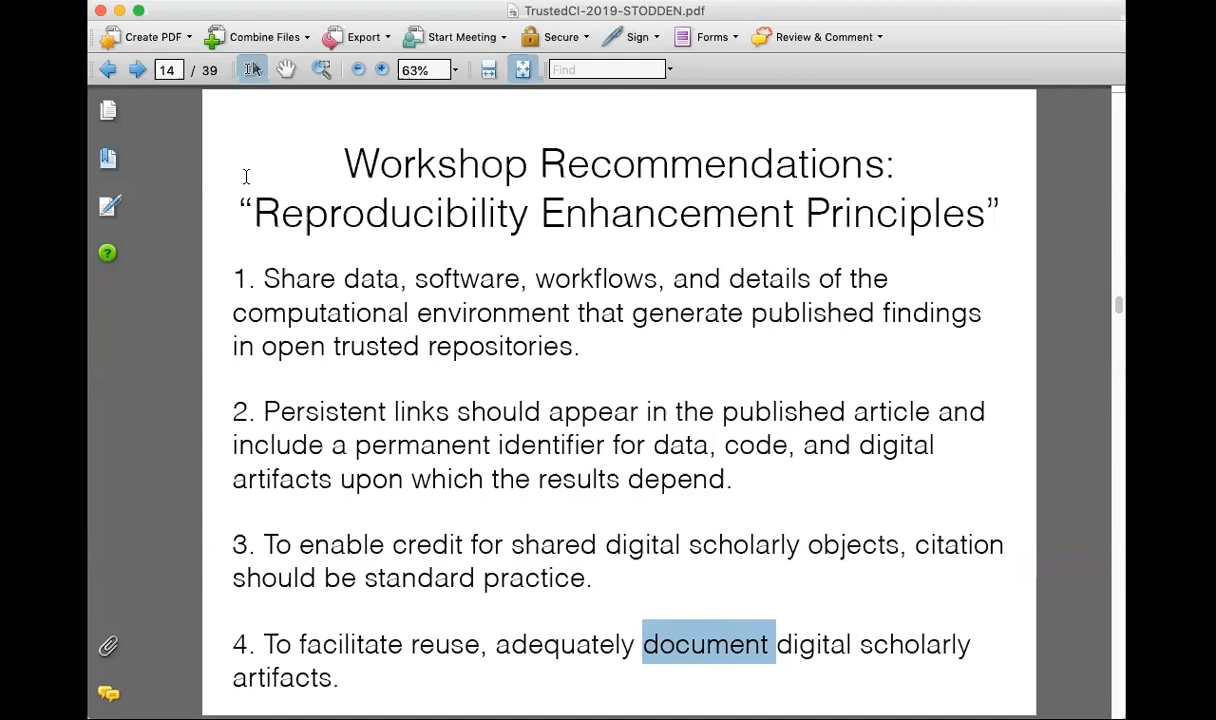 TrustedCI-2019-STODDEN.pdf
Create PDF Combine Files Export Start Meeting Secure Sign Forms Review & Comment
14 / 39 63% Find
Workshop Recommendations:
“Reproducibility Enhancement Principles”
1. Share data, software, workflows, and details of the
computational environment that generate published findings
in open trusted repositories.
2. Persistent links should appear in the published article and
include a permanent identifier for data, code, and digital
artifacts upon which the results depend.
3. To enable credit for shared digital scholarly objects, citation
should be standard practice.
4. To facilitate reuse, adequately document digital scholarly
artifacts.